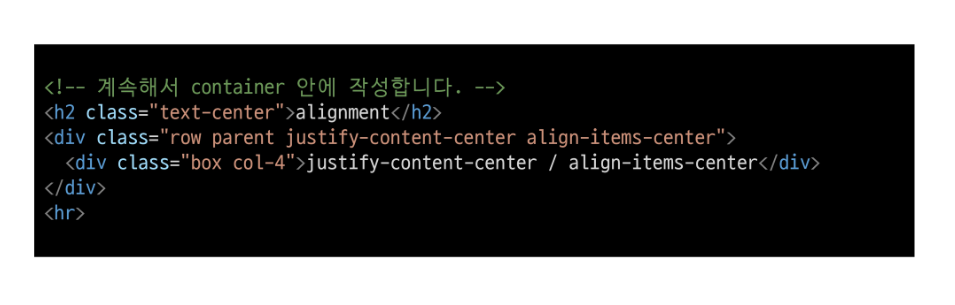 <!-- 계속해서 container 안에 작성합니다. -->
<h2 class="text-center">alignment</h2>
<div class="row parent justify-content-center align-items-center">
  <div class="box col-4">justify-content-center / align-items-center</div>
</div>
<hr>